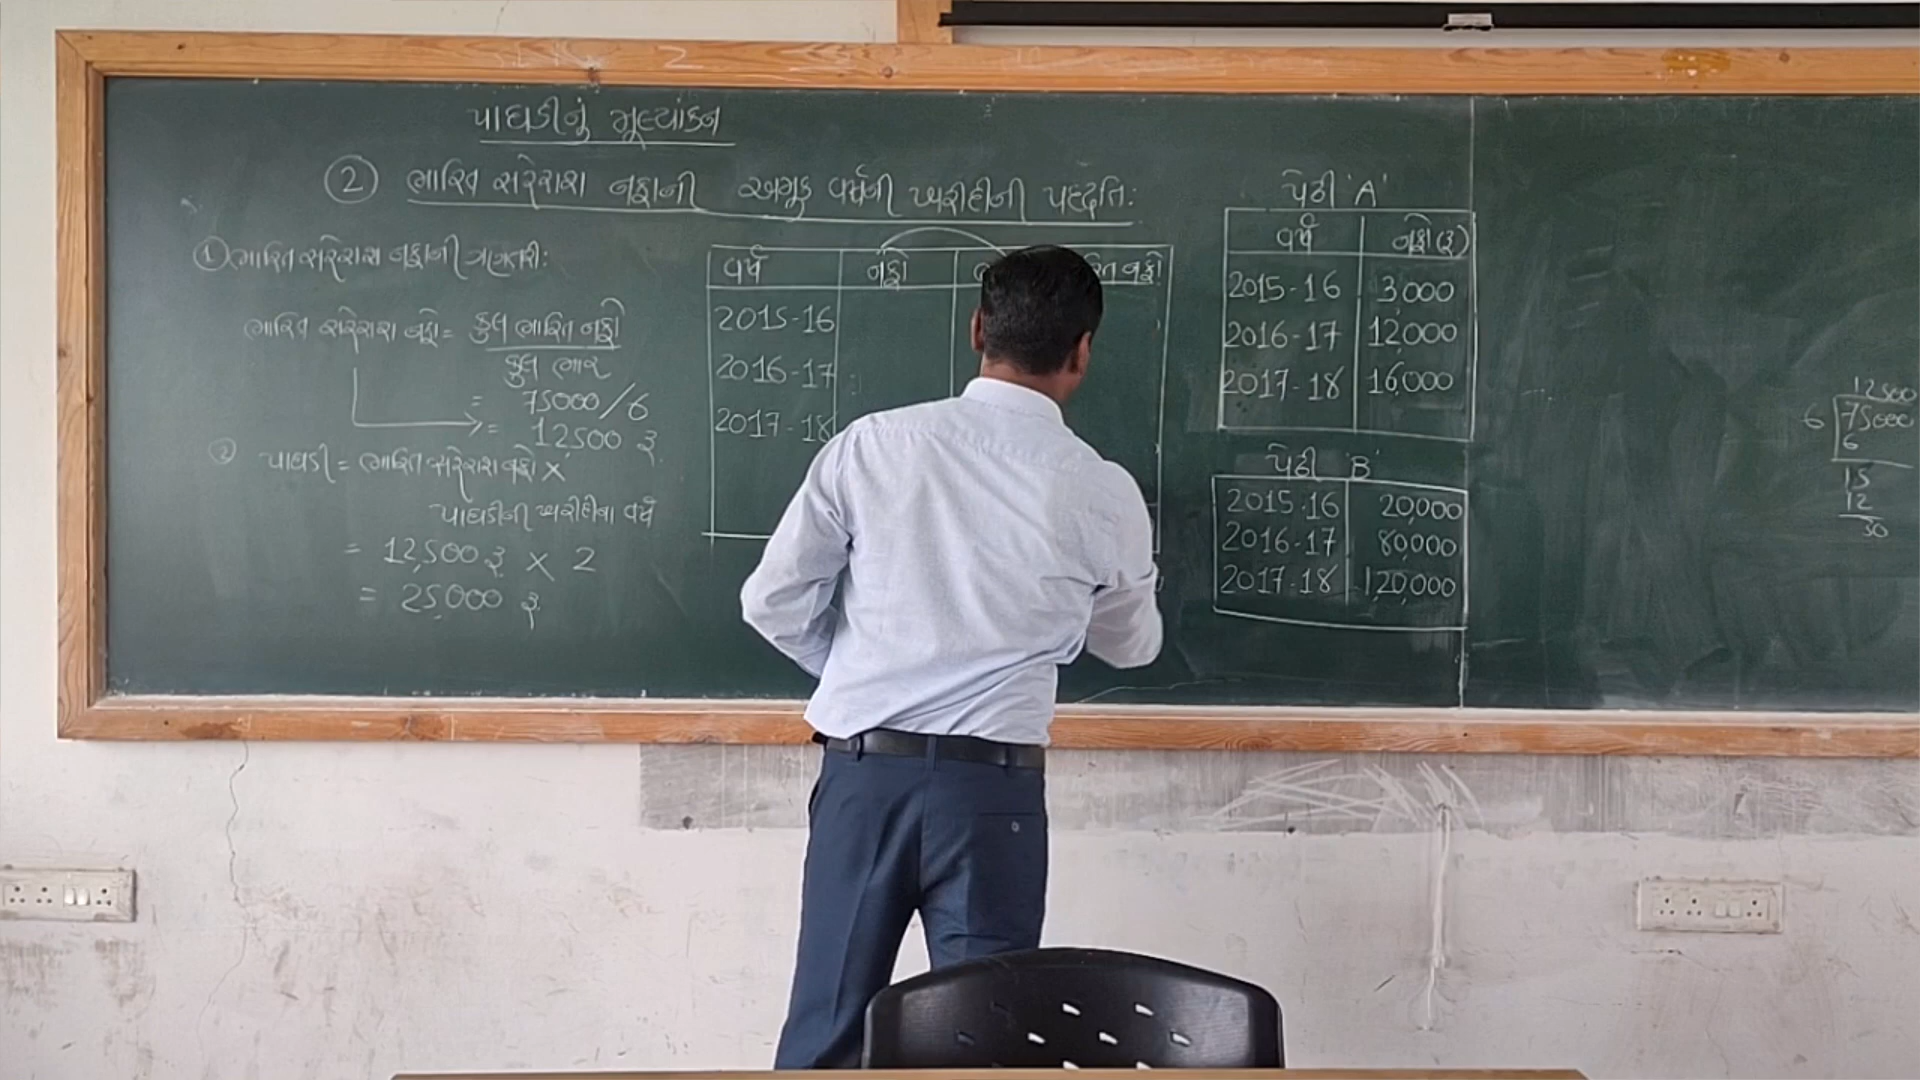 પાઘડીનું મૂલ્યાંકન
② ભારિત સરેરાશ નફાની અમૂક વર્ષની ખરીદીની પદ્ધતિ:
① ભારિત સરેરાશ નફાની ગણતરી:
ભારિત સરેરાશ નફો = કુલ ભારિત નફો
કુલ ભાર
= 75000/6
= 12,500 રૂ.
② પાઘડી = ભારિત સરેરાશ નફો ×
પાઘડીની ખરીદીના વર્ષ
= 12,500 રૂ × 2
= 25,000 રૂ.
વર્ષ નફો નફો
2015-16
2016-17
2017-18
પેઢી 'A'
વર્ષ નફો (રૂ)
2015-16 3,000
2016-17 12,000
2017-18 16,000
પેઢી 'B'
2015-16 20,000
2016-17 80,000
2017-18 1,20,000
12500
6 75000
6
15
12
30